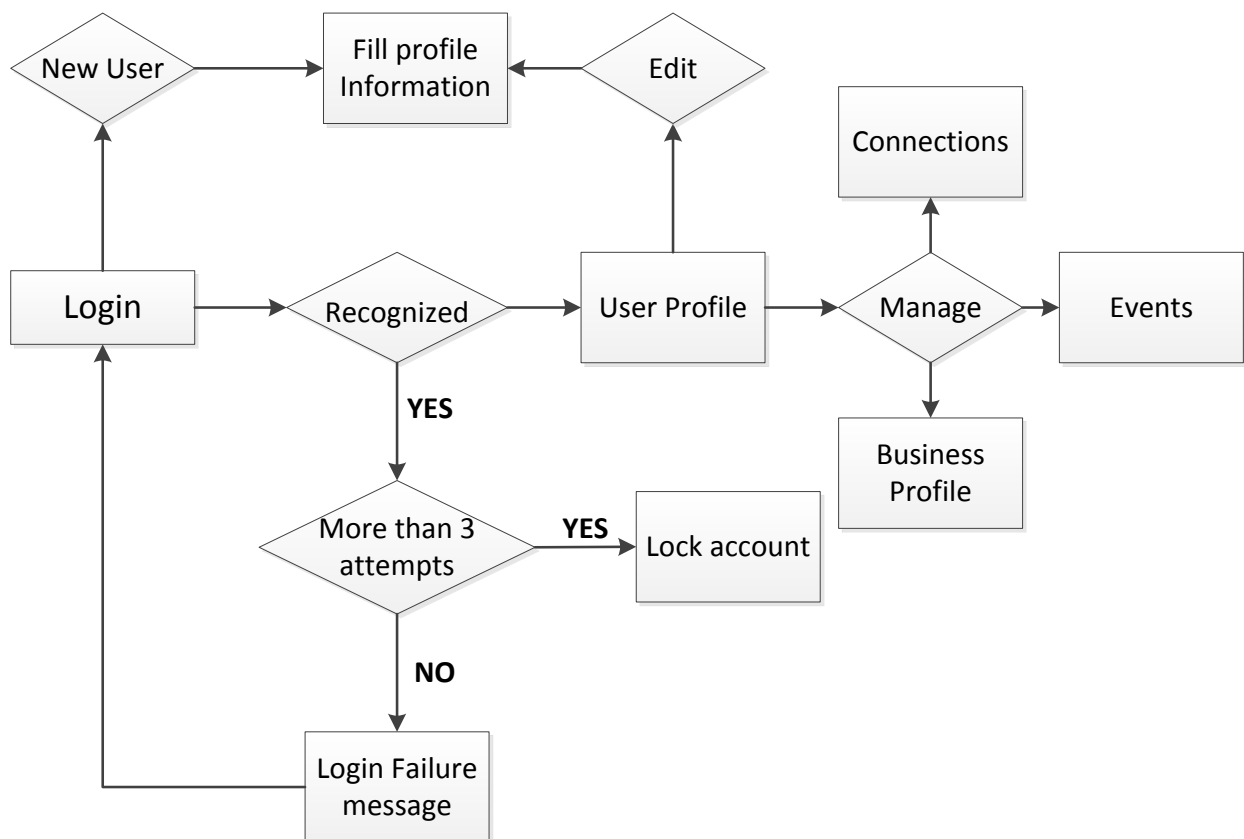 New User
Fill profile
Information
Edit
Connections
Login
Recognized
User Profile
Manage
Events
YES
Business
Profile
More than 3
attempts
YES
Lock account
NO
Login Failure
message